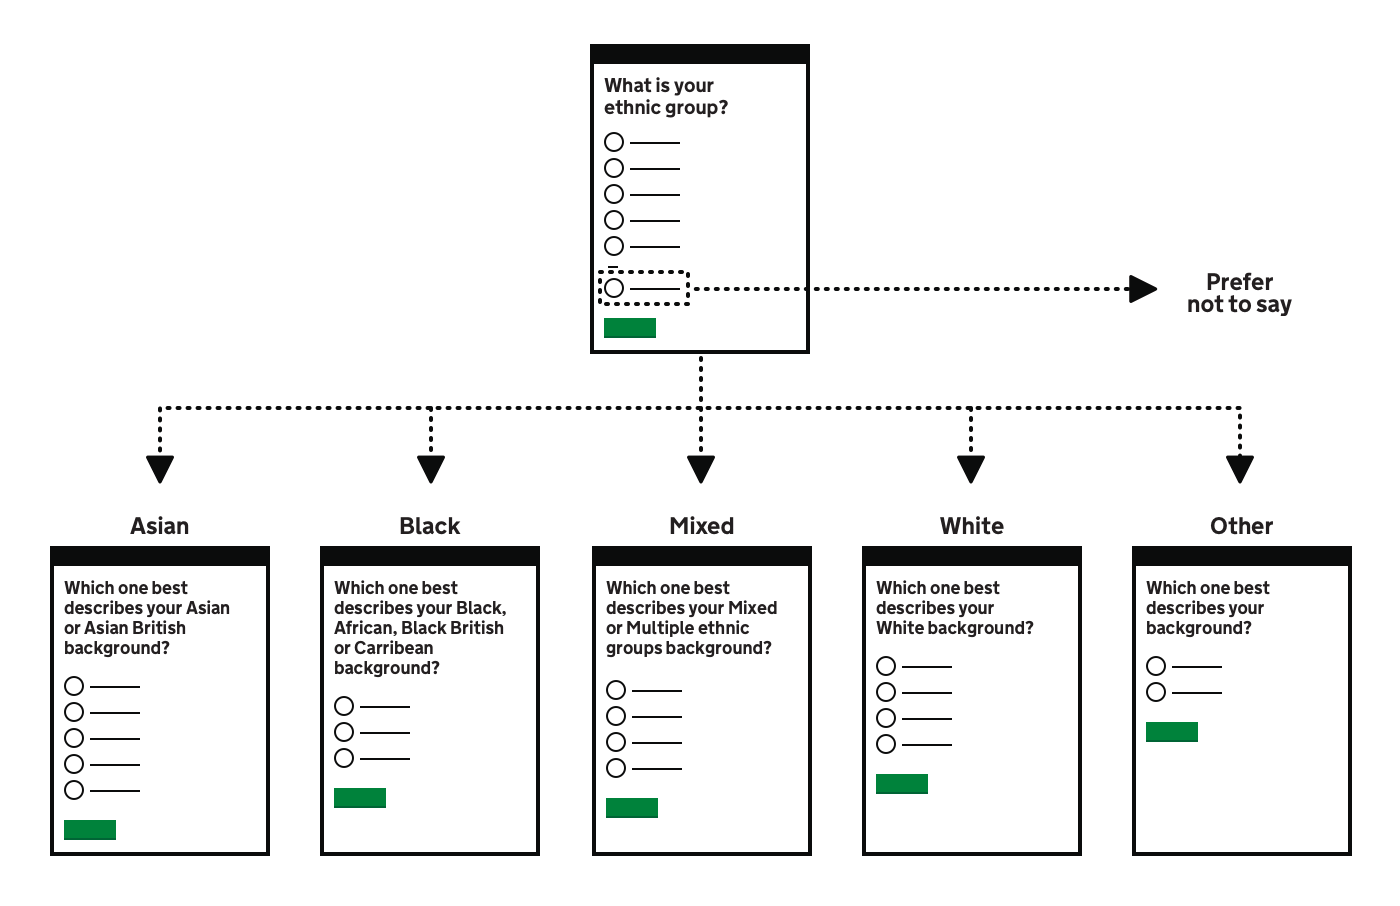 What is your
ethnic group?
Prefer
not to say
Asian
Black
Mixed
White
Other
Which one best
describes your Asian
or Asian British
background?
Which one best
describes your Black,
African, Black British
or Carribean
background?
Which one best
describes your Mixed
or Multiple ethnic
groups background?
Which one best
describes your
White background?
Which one best
describes your
background?